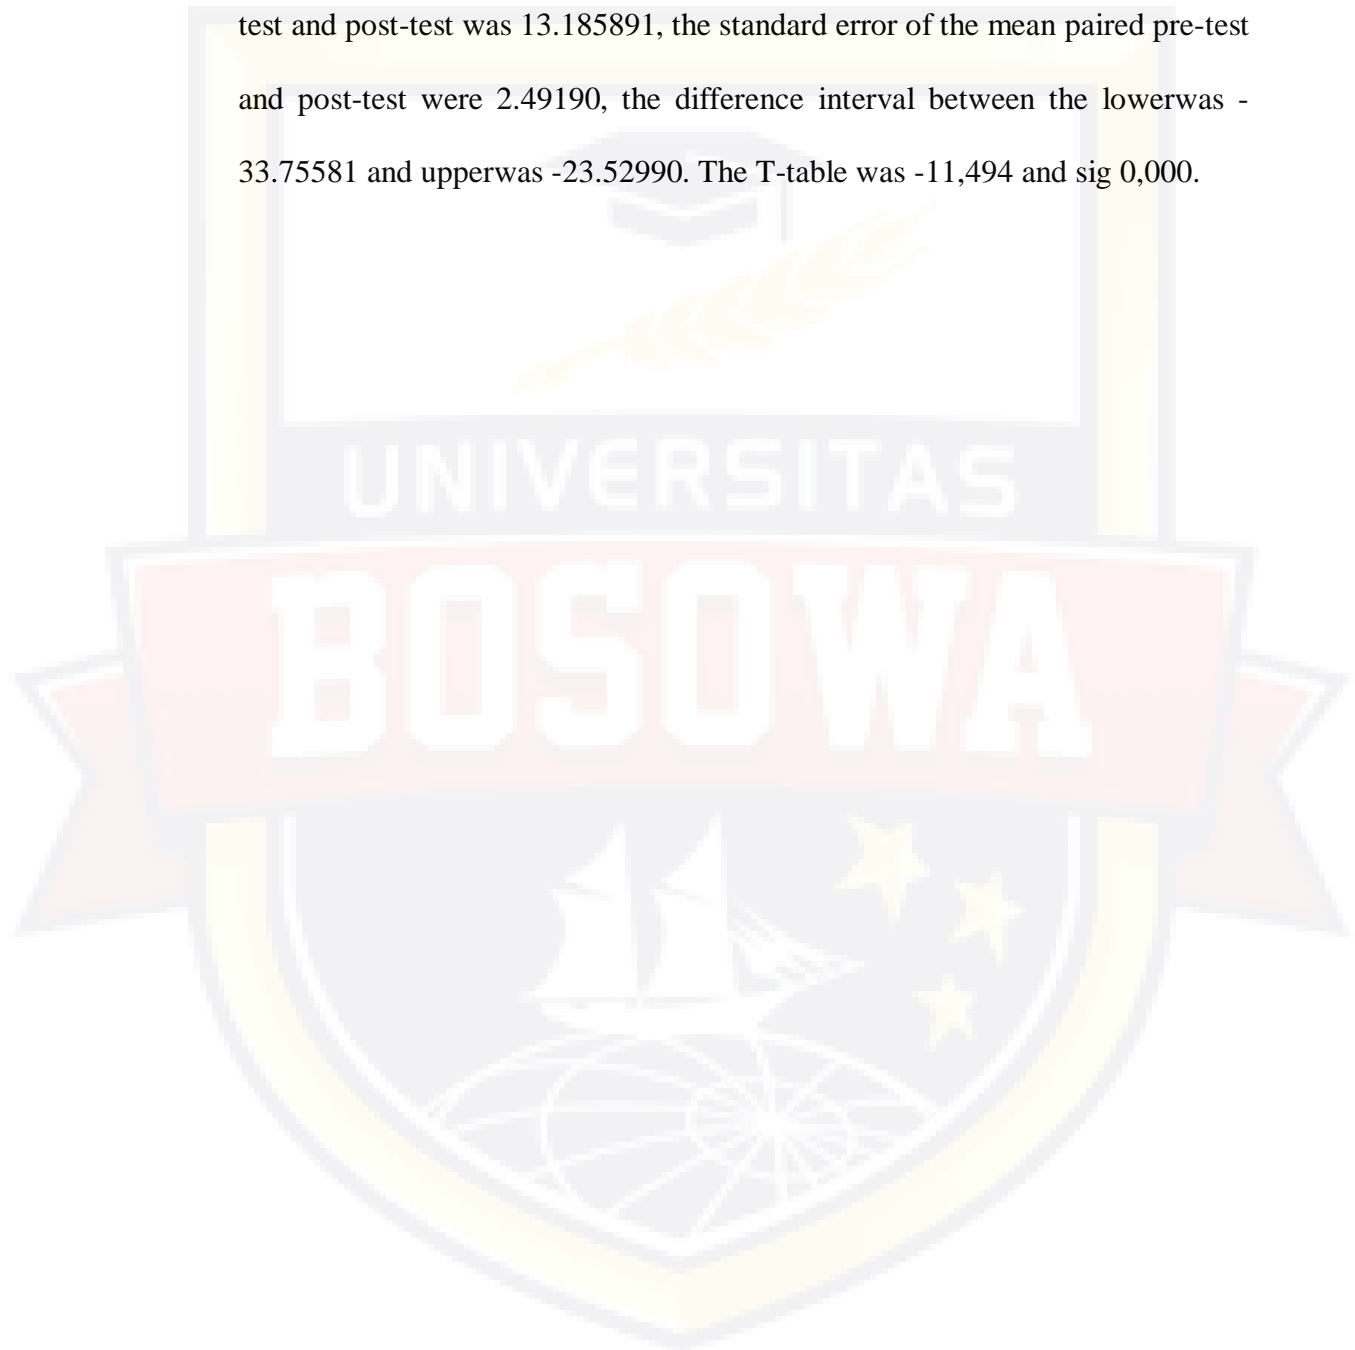 test and post-test was 13.185891, the standard error of the mean paired pre-test
and post-test were 2.49190, the difference interval between the lowerwas -
33.75581 and upperwas -23.52990. The T-table was -11,494 and sig 0,000.
UNIVERSITAS
BOSOWA